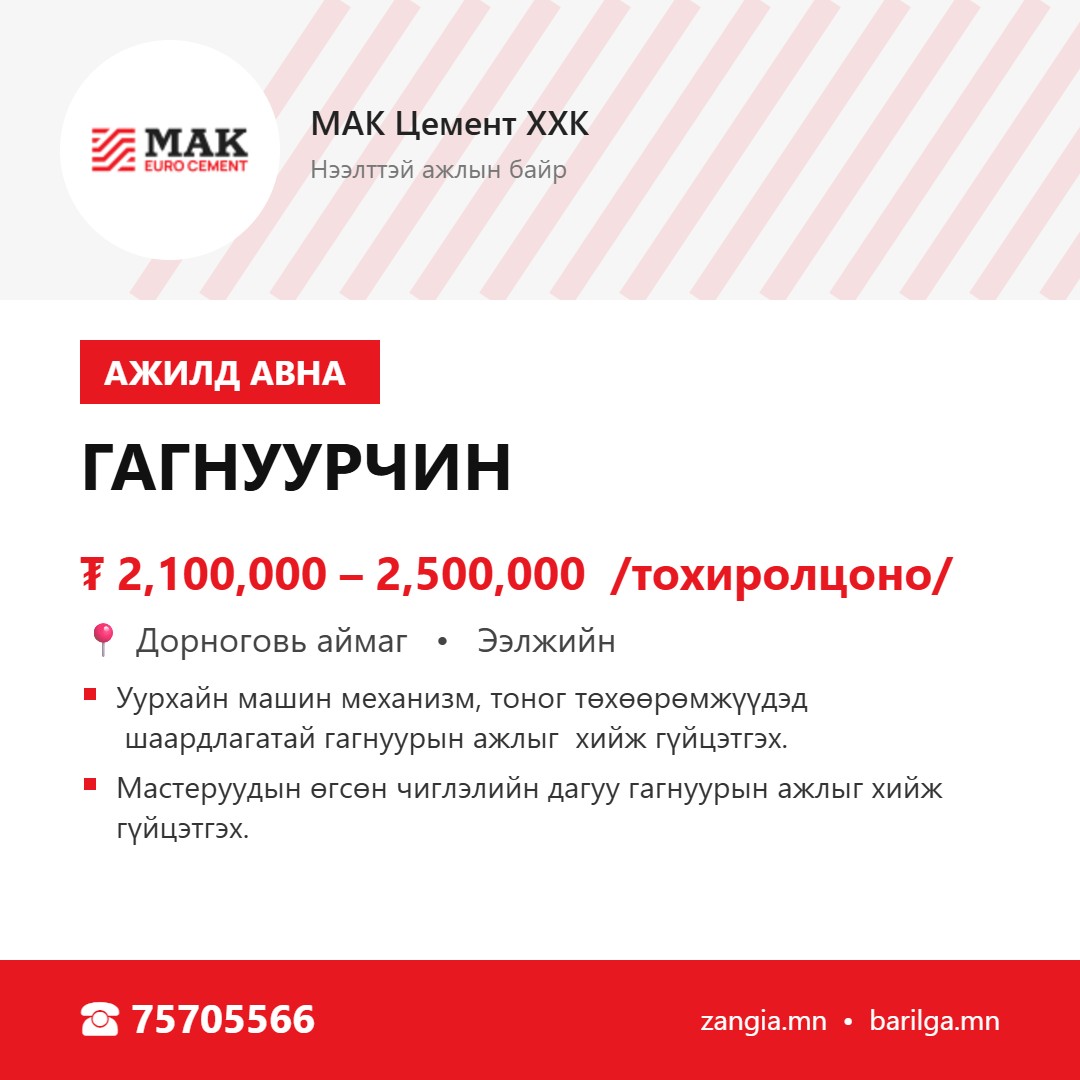 МАК
EURO CEMENT
МАК Цемент ХХК
Нээлттэй ажлын байр
АЖИЛД АВНА
ГАГНУУРЧИН
₮ 2,100,000 – 2,500,000 /тохиролцоно/
Дорноговь аймаг • Ээлжийн
Уурхайн машин механизм, тоног төхөөрөмжүүдэд
шаардлагатай гагнуурын ажлыг хийж гүйцэтгэх.
Мастеруудын өгсөн чиглэлийн дагуу гагнуурын ажлыг хийж
гүйцэтгэх.
☎ 75705566
zangia.mn • barilga.mn